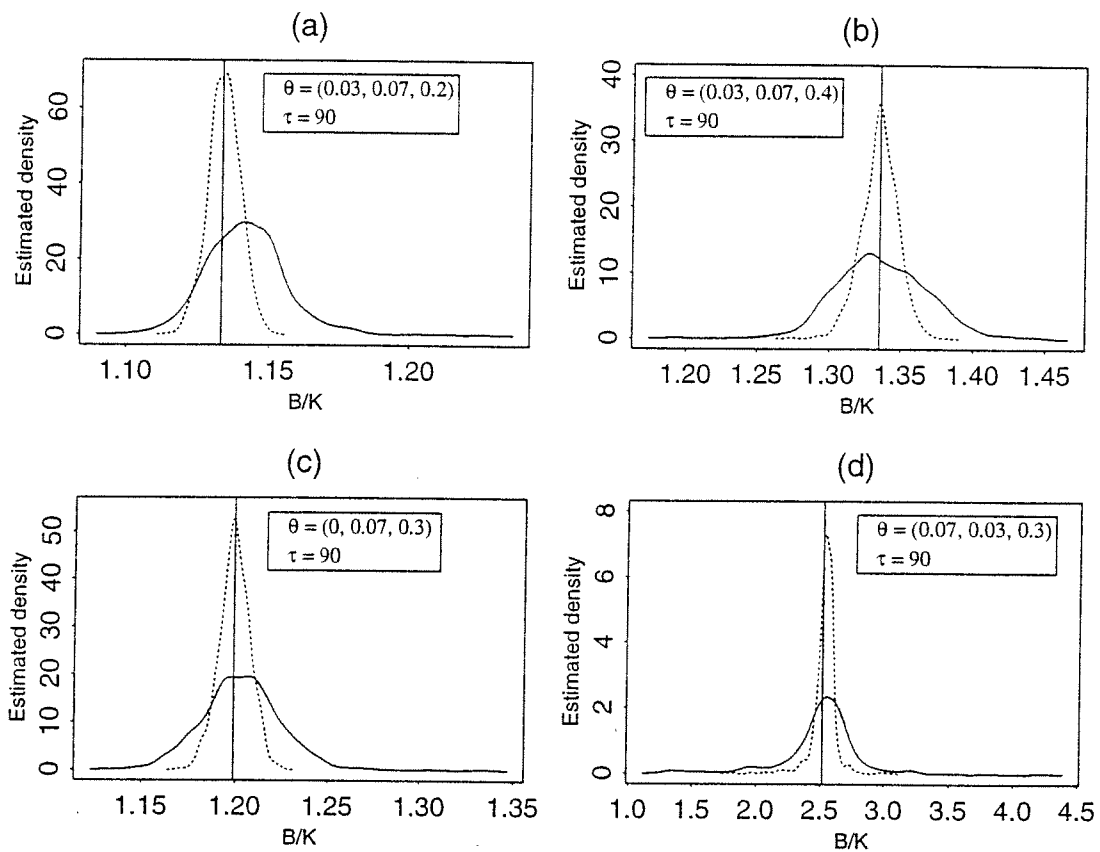 (a)
θ = (0.03, 0.07, 0.2)
τ = 90
Estimated density
60
40
20
0
1.10 1.15 1.20
B/K
(b)
θ = (0.03, 0.07, 0.4)
τ = 90
Estimated density
40
30
20
10
0
1.20 1.25 1.30 1.35 1.40 1.45
B/K
(c)
θ = (0, 0.07, 0.3)
τ = 90
Estimated density
50
40
30
20
10
0
1.15 1.20 1.25 1.30 1.35
B/K
(d)
θ = (0.07, 0.03, 0.3)
τ = 90
Estimated density
8
6
4
2
0
1.0 1.5 2.0 2.5 3.0 3.5 4.0 4.5
B/K